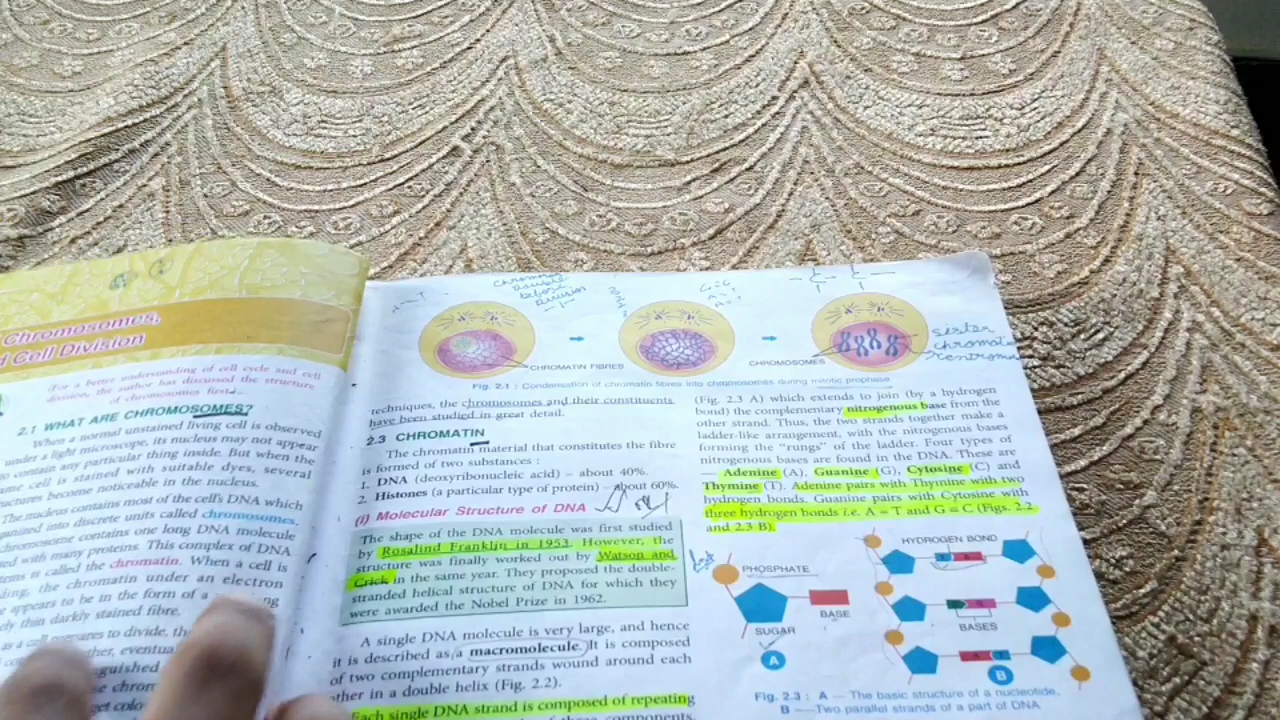 Chromosomes,
d Cell Division
(For a better understanding of cell cycle and cell
division, the author has discussed the structure
of chromosomes first.
2.1 WHAT ARE CHROMOSOMES?
When a normal unstained living cell is observed
under a light microscope, its nucleus may not appear
contain any particular thing inside. But when the
cell is stained with suitable dyes, several
become noticeable in the nucleus.
The nucleus contains most of the cell's DNA which
into discrete units called chromosomes.
chromosome contains one long DNA molecule
with many proteins. This complex of DNA
is called the chromatin. When a cell is
the chromatin under an electron
appears to be in the form of a
thin darkly stained fibre.
as a cell prepares to divide,
eventua
chrom
before
Division
CHROMATIN FIBRES
CHROMOSOMES
sister
Fig. 2.1 : Condensation of chromatin fibres into chromosomes during mitotic prophase
techniques, the chromosomes and their constituents
have been studied in great detail.
2.3 CHROMATIN
The chromatin material that constitutes the fibre
is formed of two substances :
1. DNA (deoxyribonucleic acid) – about 40%.
2. Histones (a particular type of protein) – about 60%.
(i) Molecular Structure of DNA
The shape of the DNA molecule was first studied
by Rosalind Franklin in 1953. However, the
structure was finally worked out by Watson and
Crick in the same year. They proposed the double-
stranded helical structure of DNA for which they
were awarded the Nobel Prize in 1962.
A single DNA molecule is very large, and hence
it is described as a macromolecule. It is composed
of two complementary strands wound around each
other in a double helix (Fig. 2.2).
Each single DNA strand is composed of repeating
three components,
(Fig. 2.3 A) which extends to join (by a hydrogen
bond) the complementary nitrogenous base from the
other strand. Thus, the two strands together make a
ladder-like arrangement, with the nitrogenous bases
forming the "rungs" of the ladder. Four types of
nitrogenous bases are found in the DNA. These are
— Adenine (A), Guanine (G), Cytosine (C) and
Thymine (T). Adenine pairs with Thymine with two
hydrogen bonds. Guanine pairs with Cytosine with
three hydrogen bonds i.e. A = T and G ≡ C (Figs. 2.2
and 2.3 B).
HYDROGEN BOND
PHOSPHATE
BASE
SUGAR
BASES
A
B
Fig. 2.3 : A — The basic structure of a nucleotide,
B — Two parallel strands of a part of DNA